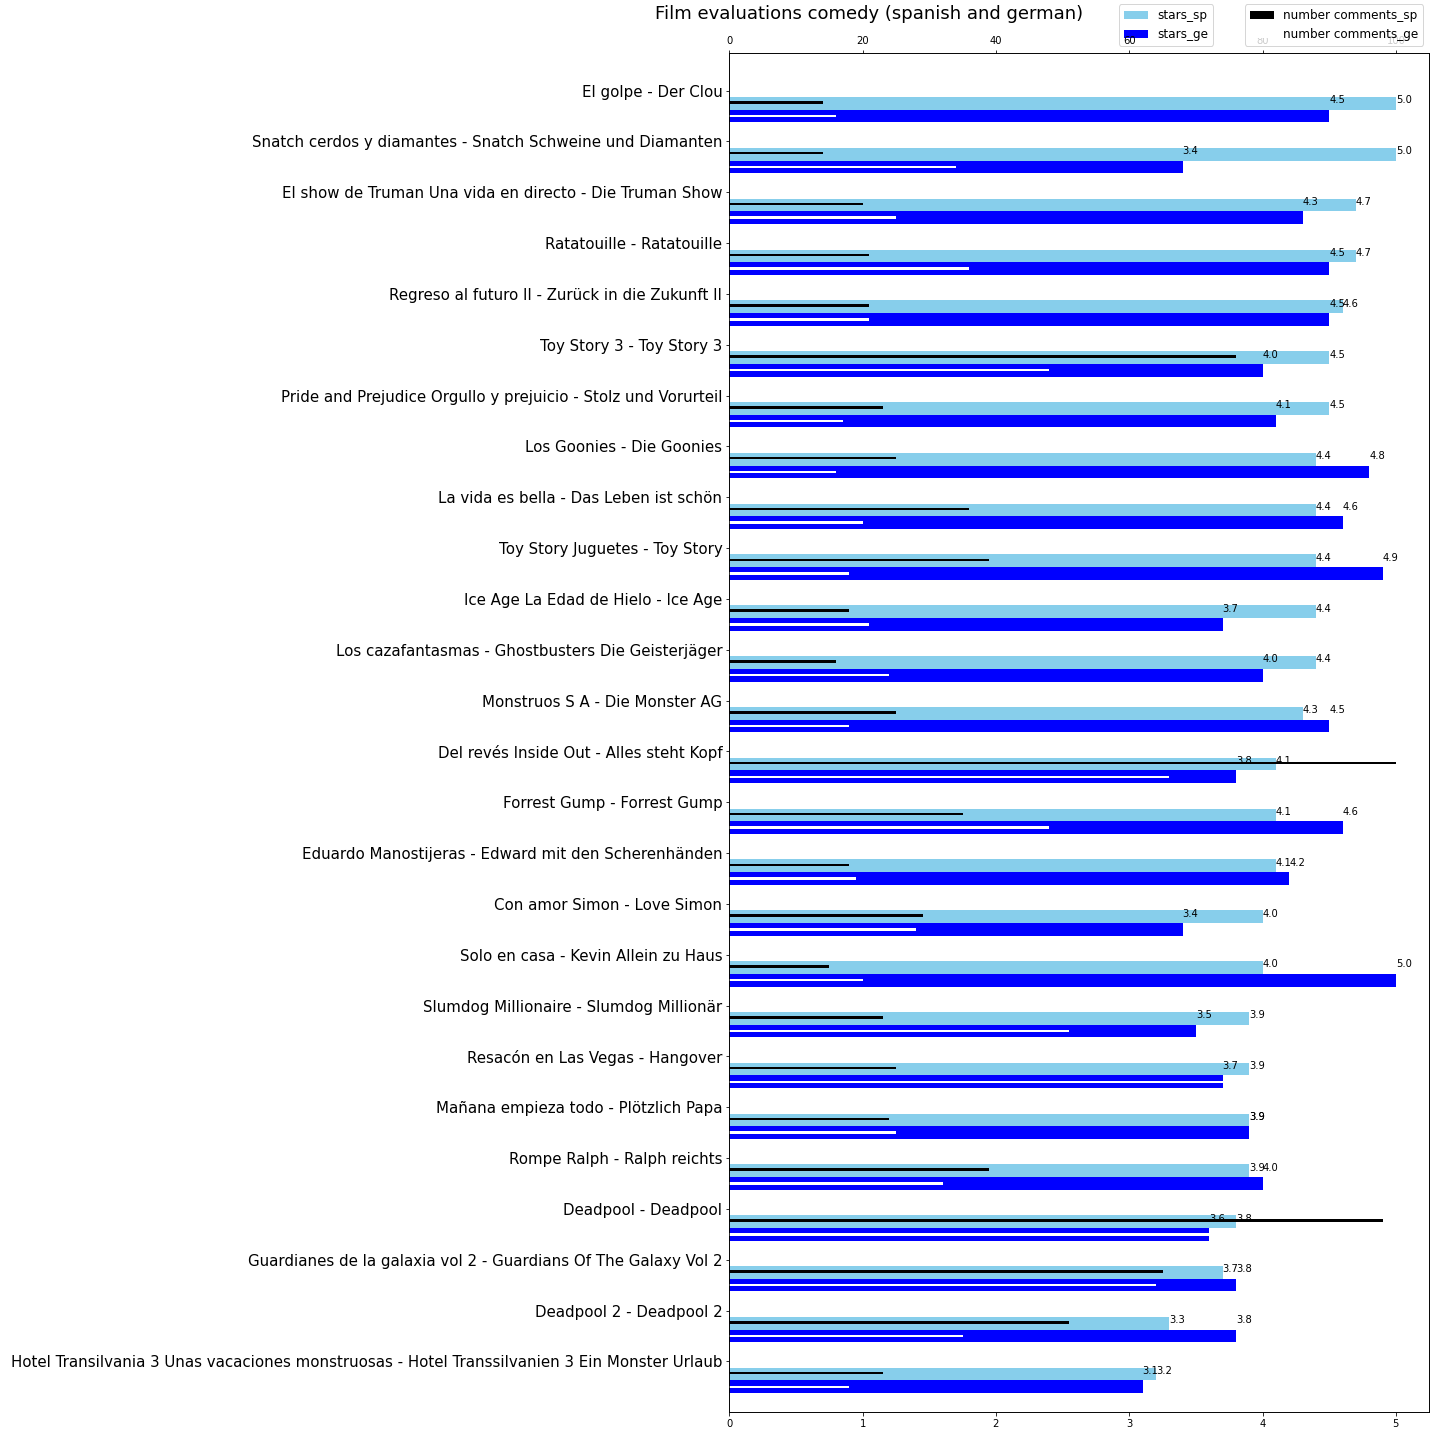 Film evaluations comedy (spanish and german)
stars_sp
stars_ge
number comments_sp
number comments_ge
0 20 40 60 80 100
El golpe - Der Clou
4.5 5.0
Snatch cerdos y diamantes - Snatch Schweine und Diamanten
3.4 5.0
El show de Truman Una vida en directo - Die Truman Show
4.3 4.7
Ratatouille - Ratatouille
4.5 4.7
Regreso al futuro II - Zurück in die Zukunft II
4.5 4.6
Toy Story 3 - Toy Story 3
4.0 4.5
Pride and Prejudice Orgullo y prejuicio - Stolz und Vorurteil
4.1 4.5
Los Goonies - Die Goonies
4.4 4.8
La vida es bella - Das Leben ist schön
4.4 4.6
Toy Story Juguetes - Toy Story
4.4 4.9
Ice Age La Edad de Hielo - Ice Age
3.7 4.4
Los cazafantasmas - Ghostbusters Die Geisterjäger
4.0 4.4
Monstruos S A - Die Monster AG
4.3 4.5
Del revés Inside Out - Alles steht Kopf
3.8 4.1
Forrest Gump - Forrest Gump
4.1 4.6
Eduardo Manostijeras - Edward mit den Scherenhänden
4.1 4.2
Con amor Simon - Love Simon
3.4 4.0
Solo en casa - Kevin Allein zu Haus
4.0 5.0
Slumdog Millionaire - Slumdog Millionär
3.5 3.9
Resacón en Las Vegas - Hangover
3.7 3.9
Mañana empieza todo - Plötzlich Papa
3.9
Rompe Ralph - Ralph reichts
3.9 4.0
Deadpool - Deadpool
3.6 3.8
Guardianes de la galaxia vol 2 - Guardians Of The Galaxy Vol 2
3.7 3.8
Deadpool 2 - Deadpool 2
3.3 3.8
Hotel Transilvania 3 Unas vacaciones monstruosas - Hotel Transsilvanien 3 Ein Monster Urlaub
3.1 3.2
0 1 2 3 4 5